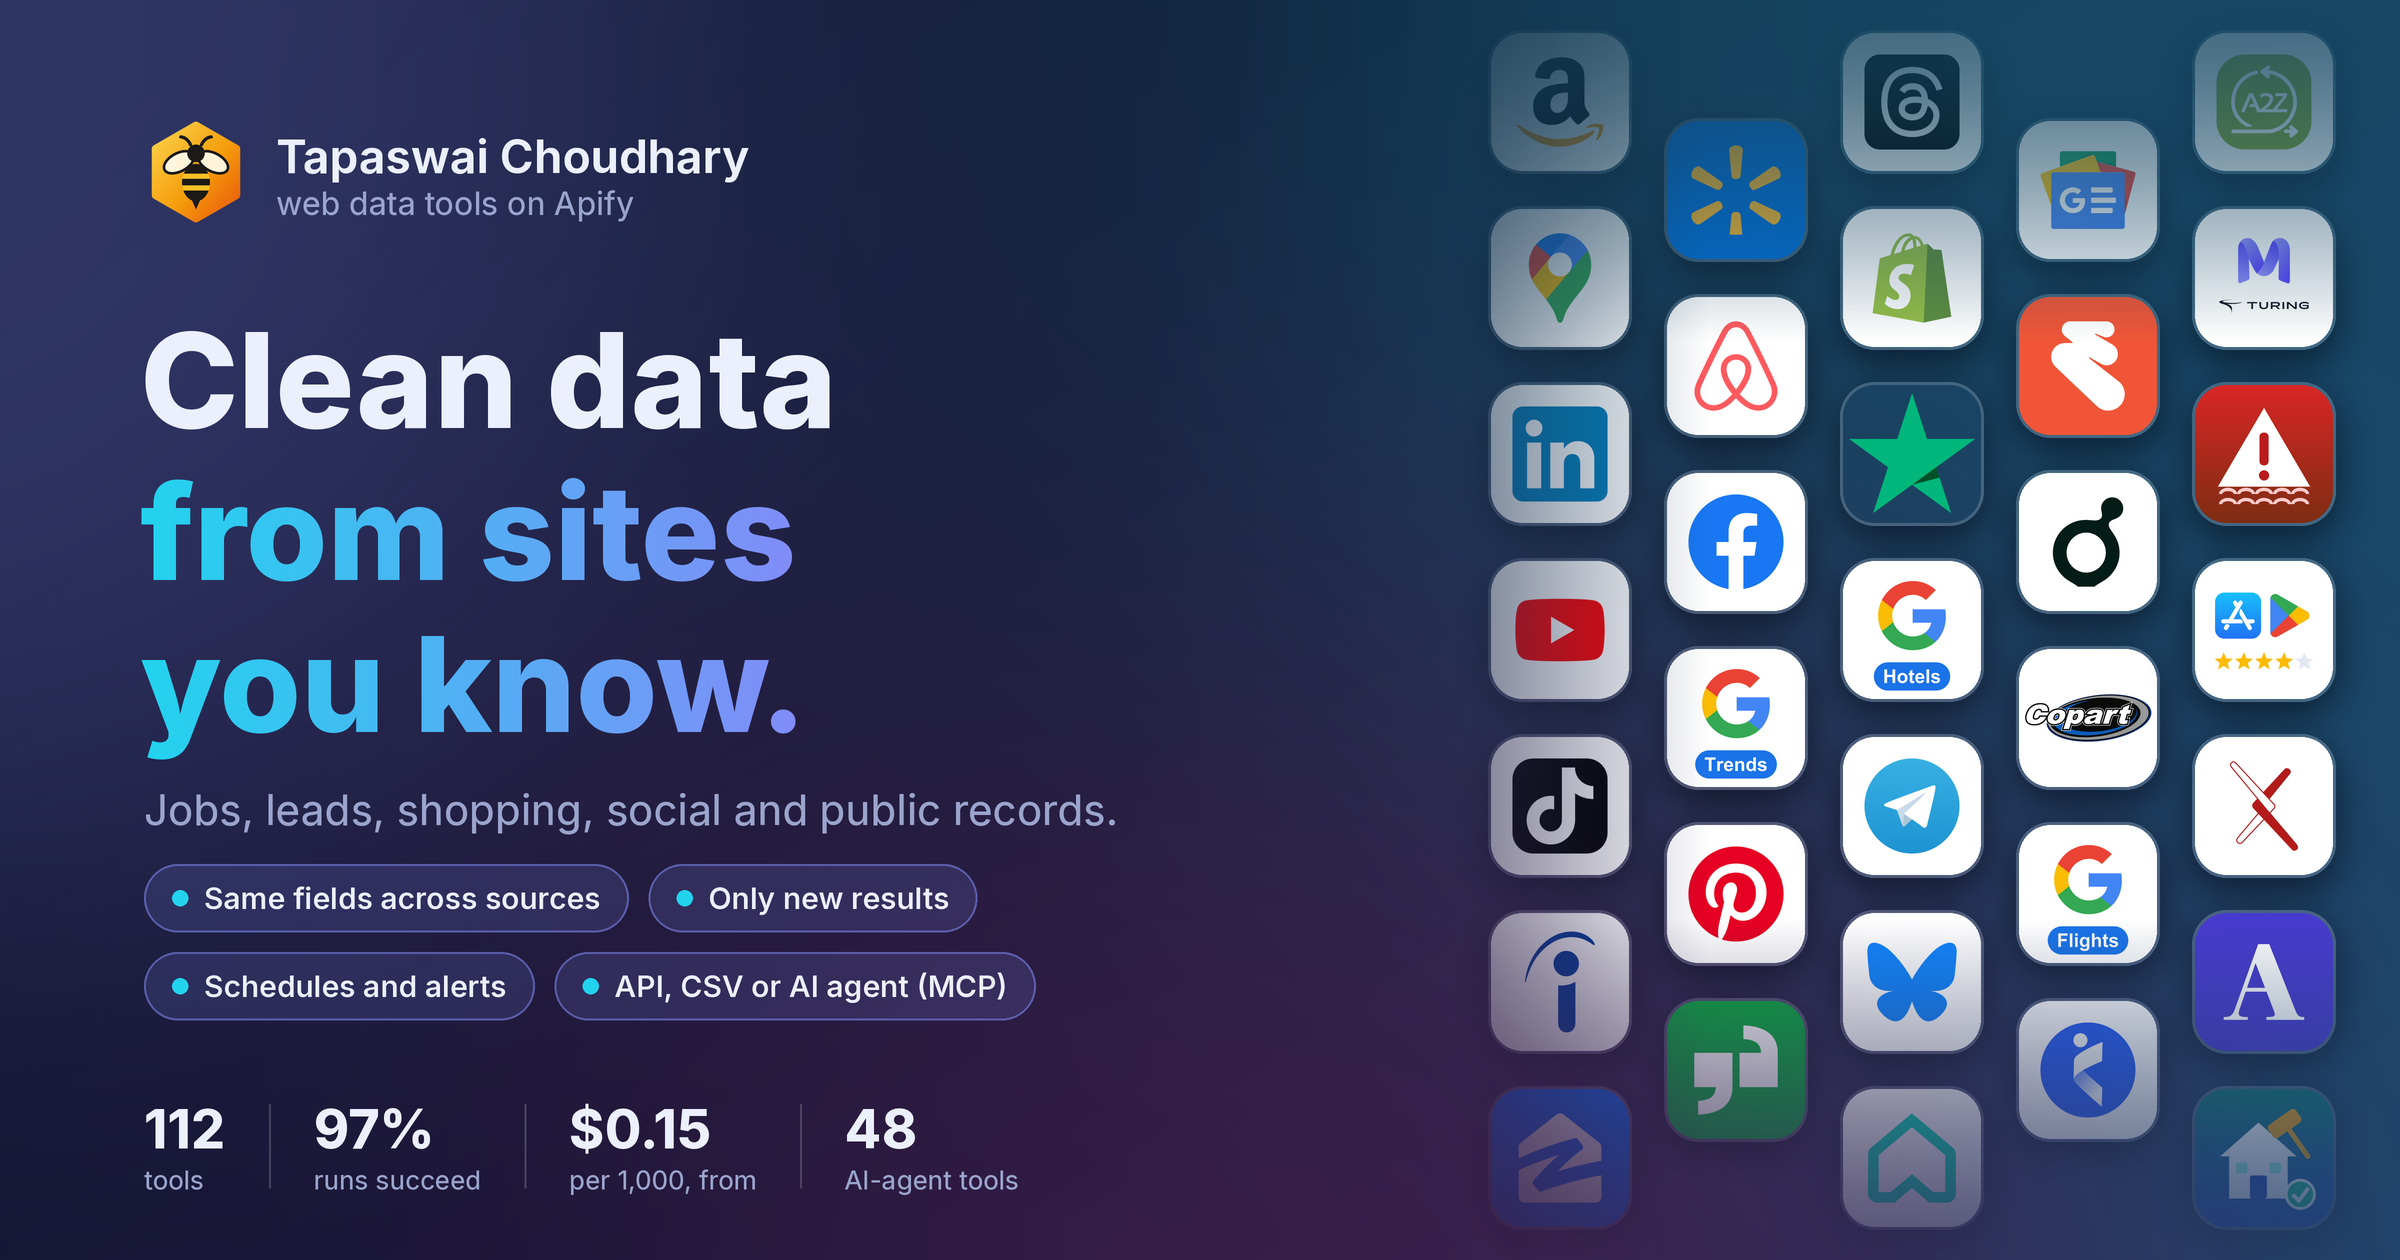 Tapaswai Choudhary
web data tools on Apify
Clean data
from sites
you know.
Jobs, leads, shopping, social and public records.
Same fields across sources
Only new results
Schedules and alerts
API, CSV or AI agent (MCP)
112
tools
97%
runs succeed
$0.15
per 1,000, from
48
AI-agent tools
a
in
Trends
S
Hotels
GE
Copart
Flights
A2Z
M
TURING
A